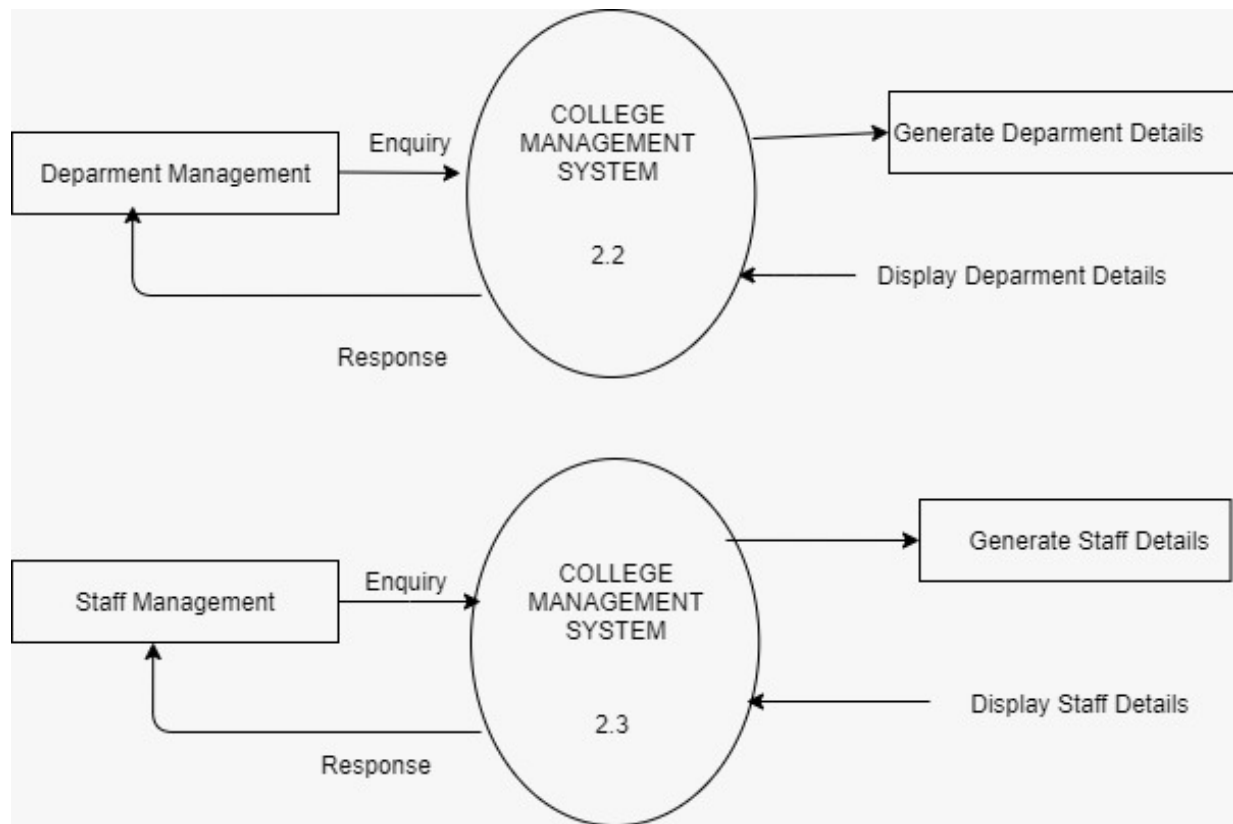 COLLEGE
MANAGEMENT
SYSTEM
2.2
Enquiry
Deparment Management
Generate Deparment Details
Display Deparment Details
Response
COLLEGE
MANAGEMENT
SYSTEM
2.3
Enquiry
Staff Management
Generate Staff Details
Display Staff Details
Response